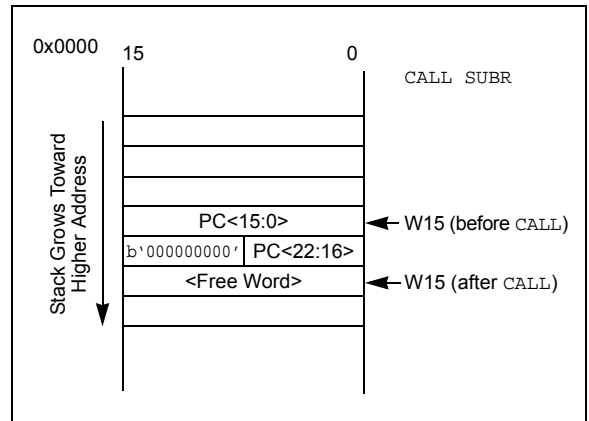 0x0000
15 0
CALL SUBR
Stack Grows Toward
Higher Address
PC<15:0>
W15 (before CALL)
b‘000000000’ PC<22:16>
<Free Word>
W15 (after CALL)